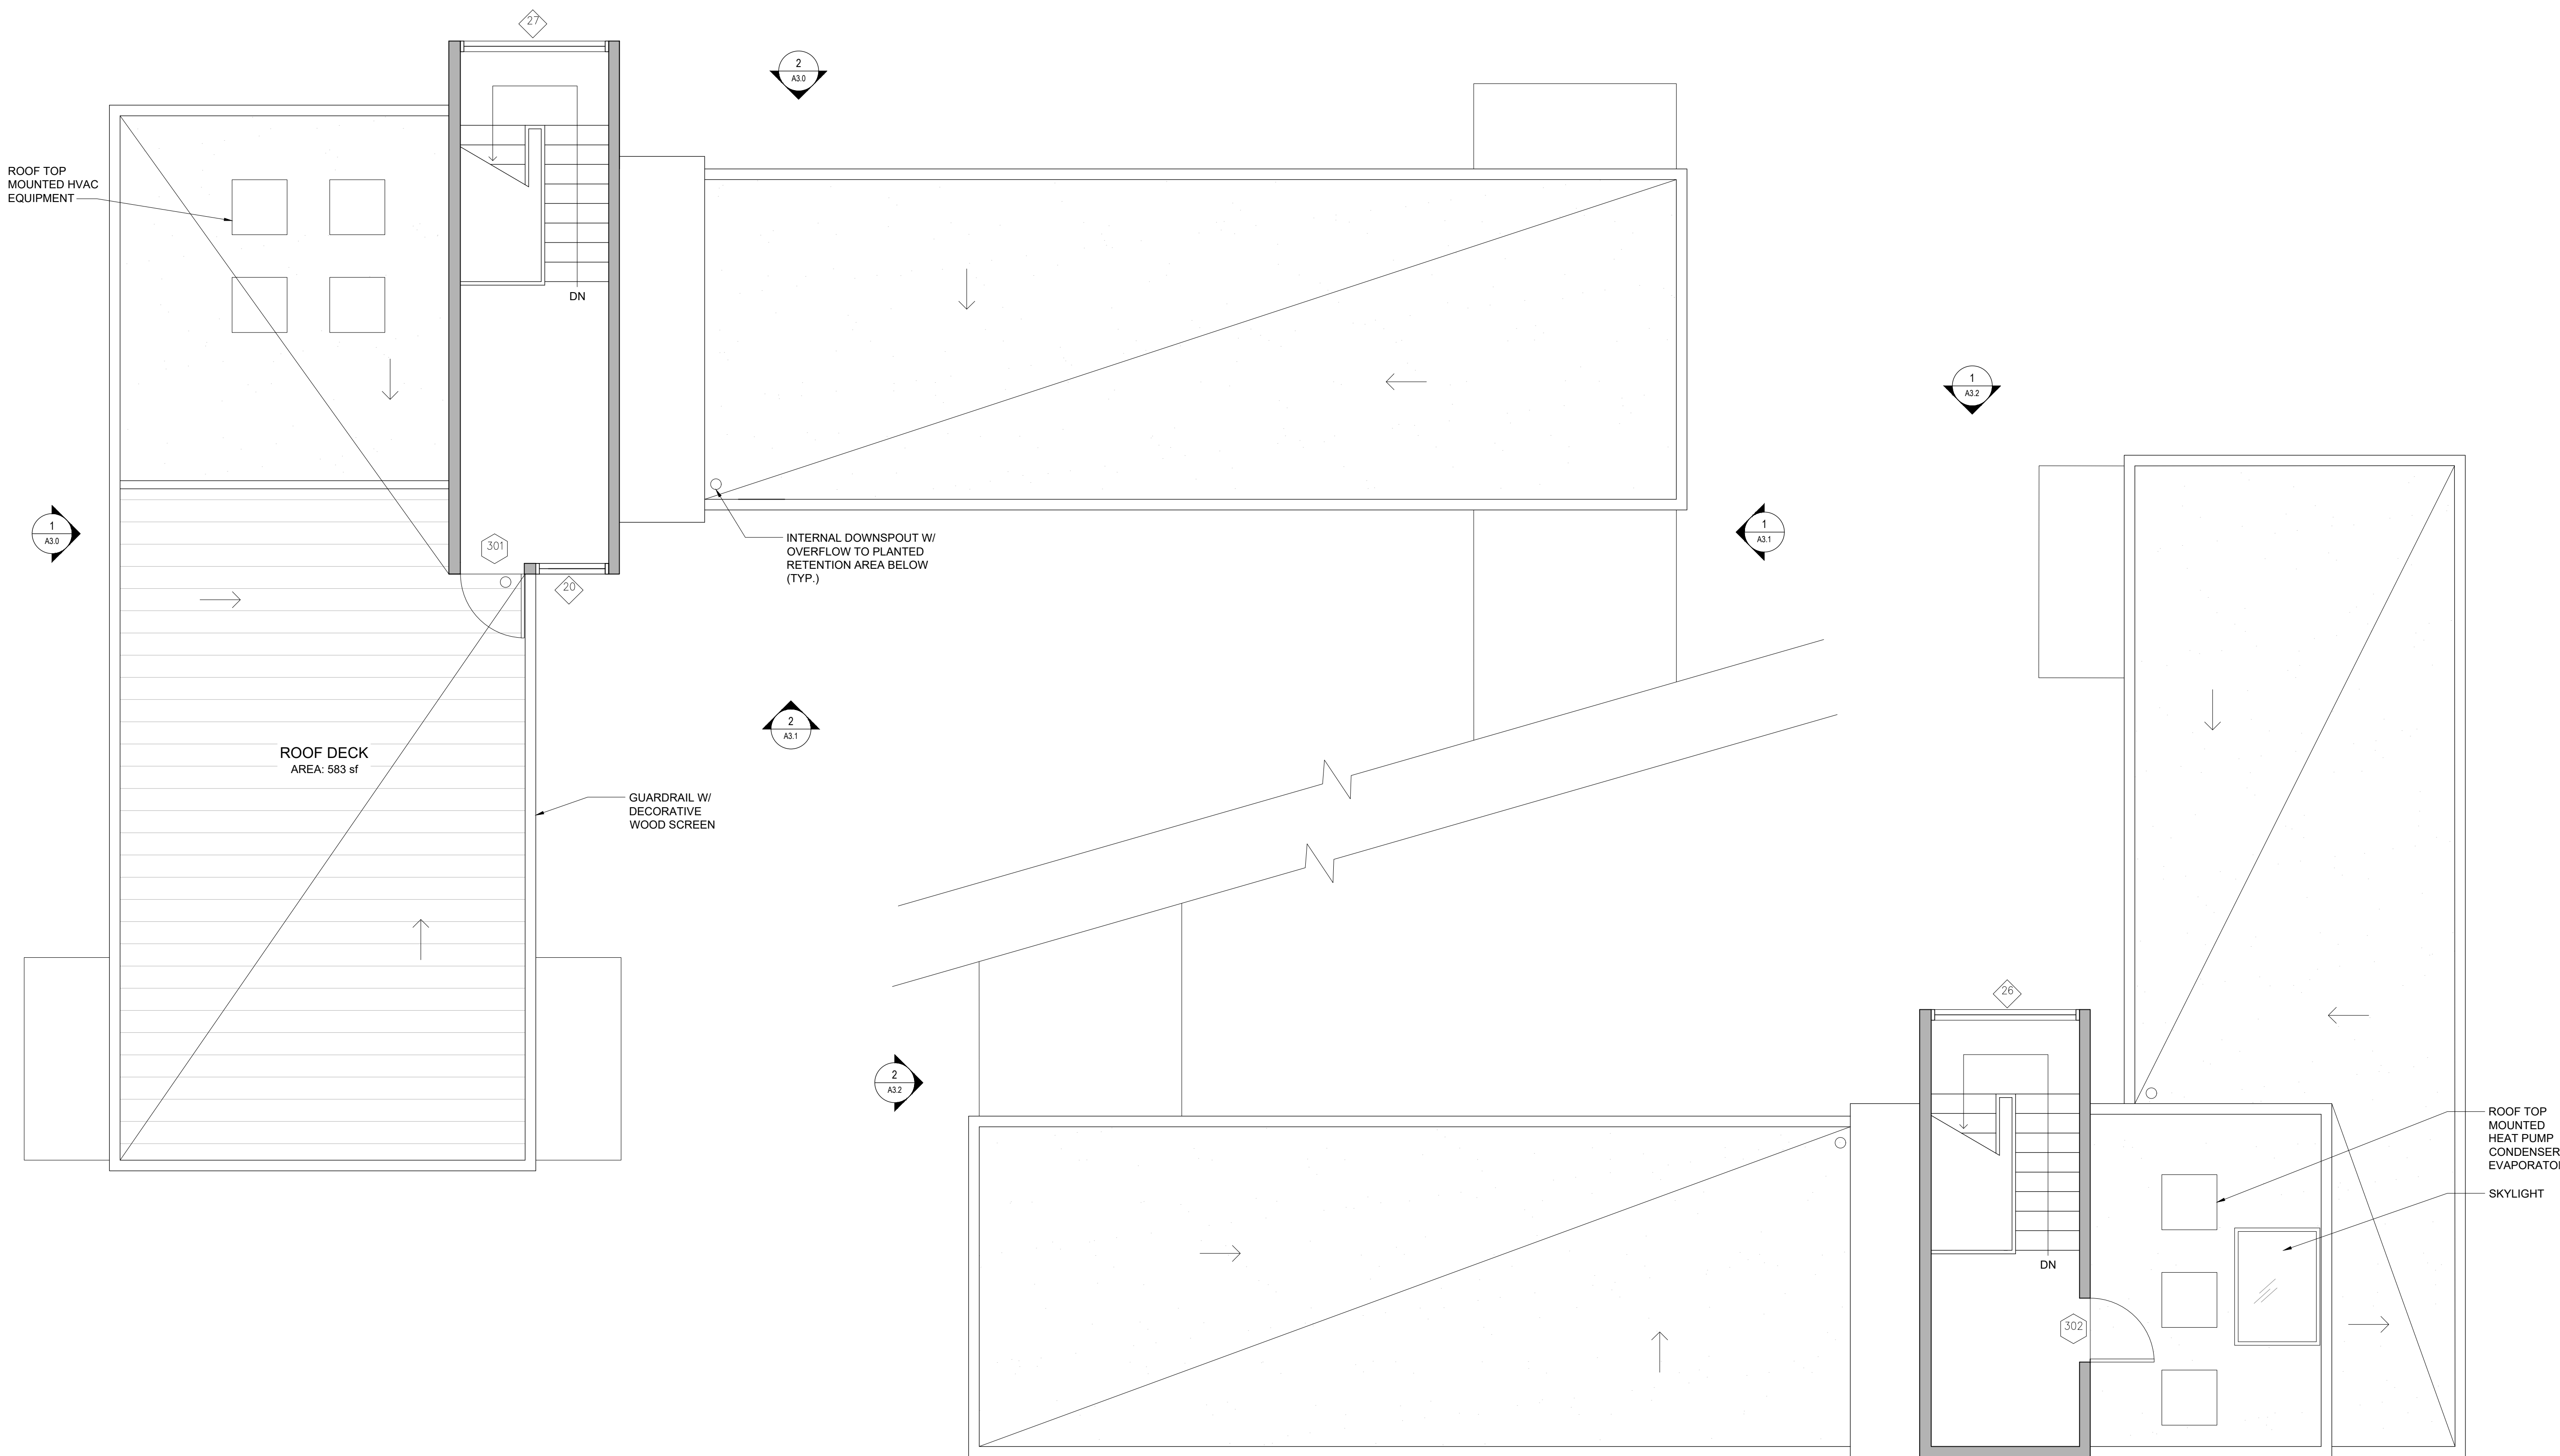 27
2
A3.0
ROOF TOP
MOUNTED HVAC
EQUIPMENT
DN
1
A3.2
1
A3.0
301
20
INTERNAL DOWNSPOUT W/
OVERFLOW TO PLANTED
RETENTION AREA BELOW
(TYP.)
1
A3.1
2
A3.1
ROOF DECK
AREA: 583 sf
GUARDRAIL W/
DECORATIVE
WOOD SCREEN
26
2
A3.2
ROOF TOP
MOUNTED
HEAT PUMP
CONDENSER
SKYLIGHT
DN
302